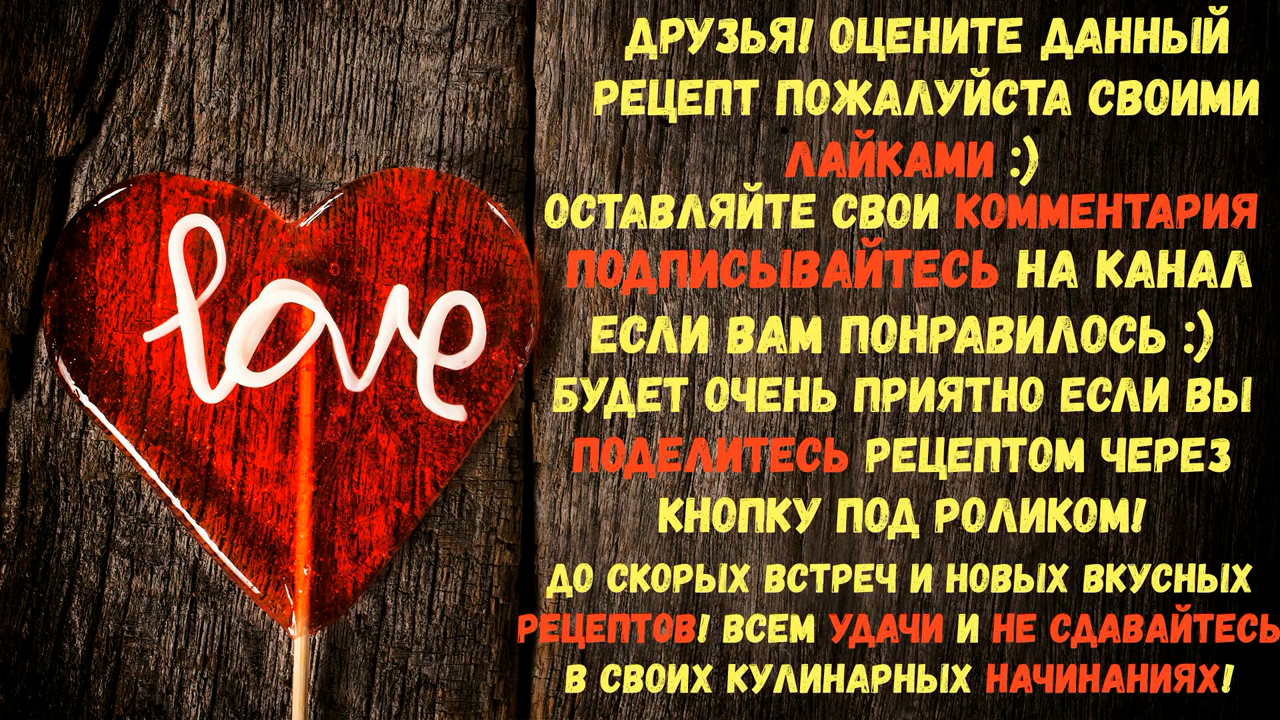 love
ДРУЗЬЯ! ОЦЕНИТЕ ДАННЫЙ
РЕЦЕПТ ПОЖАЛУЙСТА СВОИМИ
ЛАЙКАМИ :)
ОСТАВЛЯЙТЕ СВОИ КОММЕНТАРИЯ
ПОДПИСЫВАЙТЕСЬ НА КАНАЛ
ЕСЛИ ВАМ ПОНРАВИЛОСЬ :)
БУДЕТ ОЧЕНЬ ПРИЯТНО ЕСЛИ ВЫ
ПОДЕЛИТЕСЬ РЕЦЕПТОМ ЧЕРЕЗ
КНОПКУ ПОД РОЛИКОМ!
ДО СКОРЫХ ВСТРЕЧ И НОВЫХ ВКУСНЫХ
РЕЦЕПТОВ! ВСЕМ УДАЧИ И НЕ СДАВАЙТЕСЬ
В СВОИХ КУЛИНАРНЫХ НАЧИНАНИЯХ!